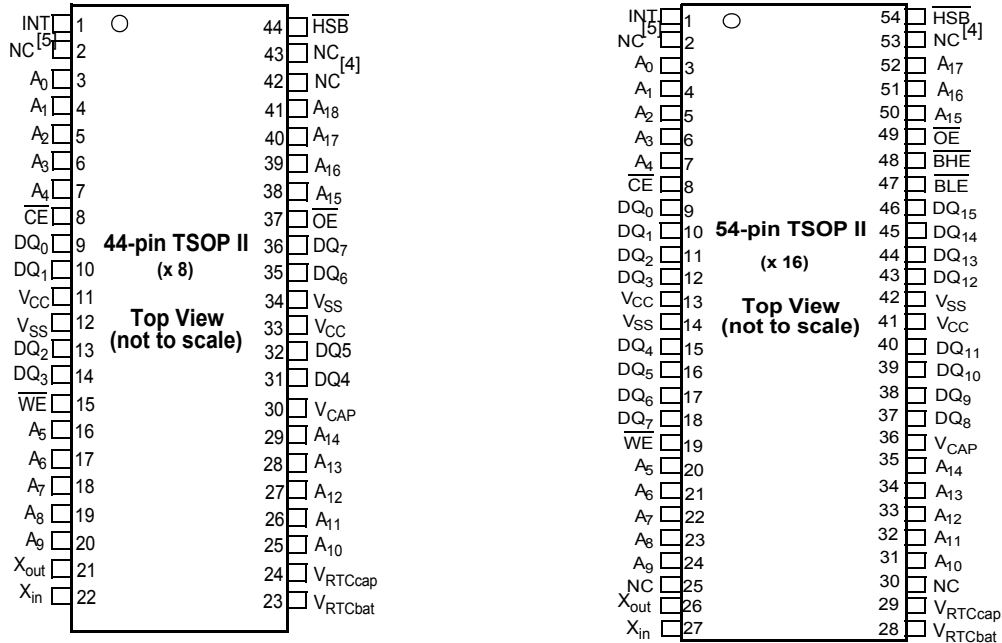 INT 1 44 HSB
[5] NC 2 43 NC [4]
A0 3 42 NC
A1 4 41 A18
A2 5 40 A17
A3 6 39 A16
A4 7 38 A15
CE 8 37 OE
DQ0 9 36 DQ7
DQ1 10 35 DQ6
VCC 11 34 VSS
VSS 12 33 VCC
DQ2 13 32 DQ5
DQ3 14 31 DQ4
WE 15 30 VCAP
A5 16 29 A14
A6 17 28 A13
A7 18 27 A12
A8 19 26 A11
A9 20 25 A10
Xout 21 24 VRTCcap
Xin 22 23 VRTCbat
44-pin TSOP II
(x 8)
Top View
(not to scale)
INT 1 54 HSB
[5] NC 2 53 NC [4]
A0 3 52 A17
A1 4 51 A16
A2 5 50 A15
A3 6 49 OE
A4 7 48 BHE
CE 8 47 BLE
DQ0 9 46 DQ15
DQ1 10 45 DQ14
DQ2 11 44 DQ13
DQ3 12 43 DQ12
VCC 13 42 VSS
VSS 14 41 VCC
DQ4 15 40 DQ11
DQ5 16 39 DQ10
DQ6 17 38 DQ9
DQ7 18 37 DQ8
WE 19 36 VCAP
A5 20 35 A14
A6 21 34 A13
A7 22 33 A12
A8 23 32 A11
A9 24 31 A10
NC 25 30 NC
Xout 26 29 VRTCcap
Xin 27 28 VRTCbat
54-pin TSOP II
(x 16)
Top View
(not to scale)